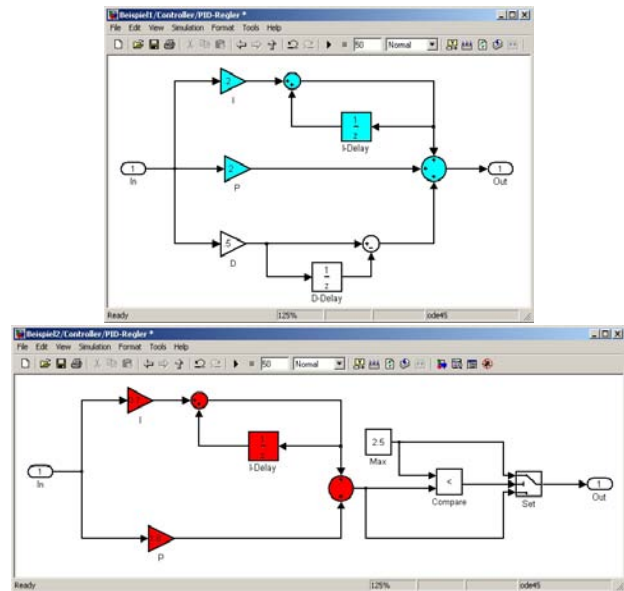 Beispiel1/Controller/PID-Regler *
File Edit View Simulation Format Tools Help
50 Normal
.2
I
1
z
I-Delay
1
In
2
P
1
Out
.5
D
1
z
D-Delay
Ready 125% ode45
Beispiel2/Controller/PID-Regler *
File Edit View Simulation Format Tools Help
50 Normal
I
1
z
I-Delay
2.5
Max
1
In
<
Compare
Set
1
Out
P
Ready 125% ode45